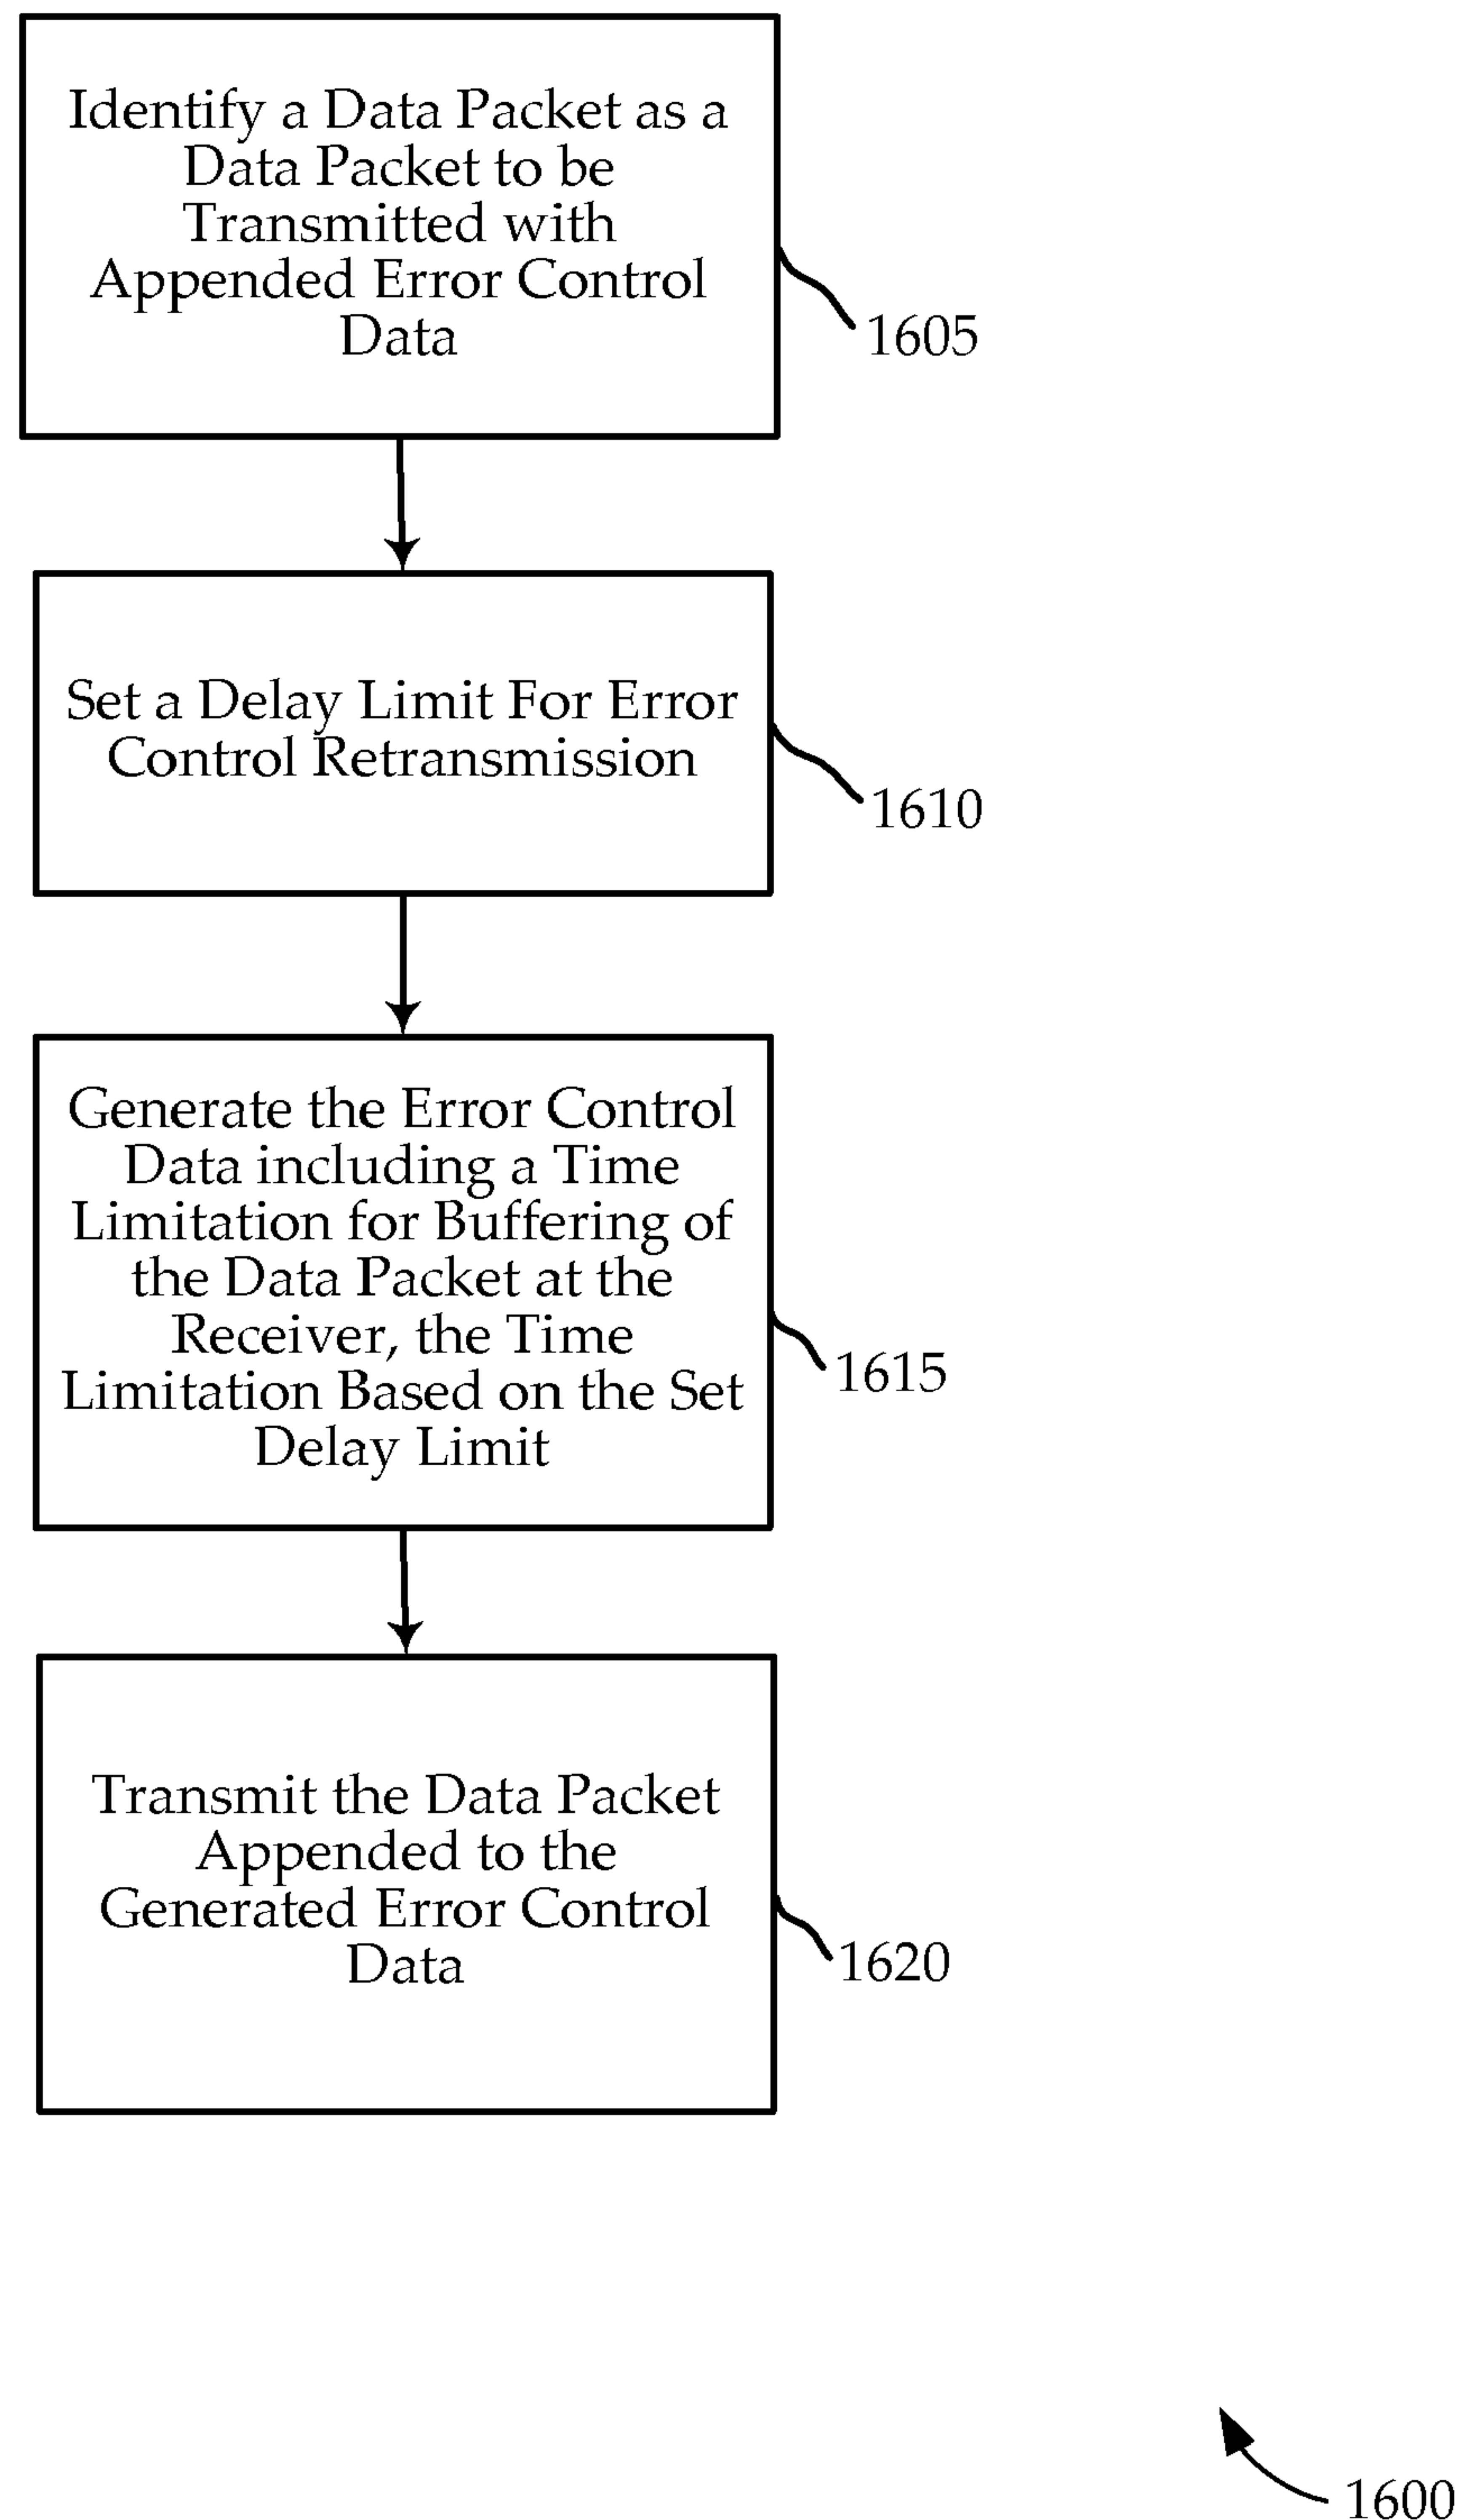 Identify a Data Packet as a
Data Packet to be
Transmitted with
Appended Error Control
Data
1605
Set a Delay Limit For Error
Control Retransmission
1610
Generate the Error Control
Data including a Time
Limitation for Buffering of
the Data Packet at the
Receiver, the Time
Limitation Based on the Set
Delay Limit
1615
Transmit the Data Packet
Appended to the
Generated Error Control
Data
1620
1600